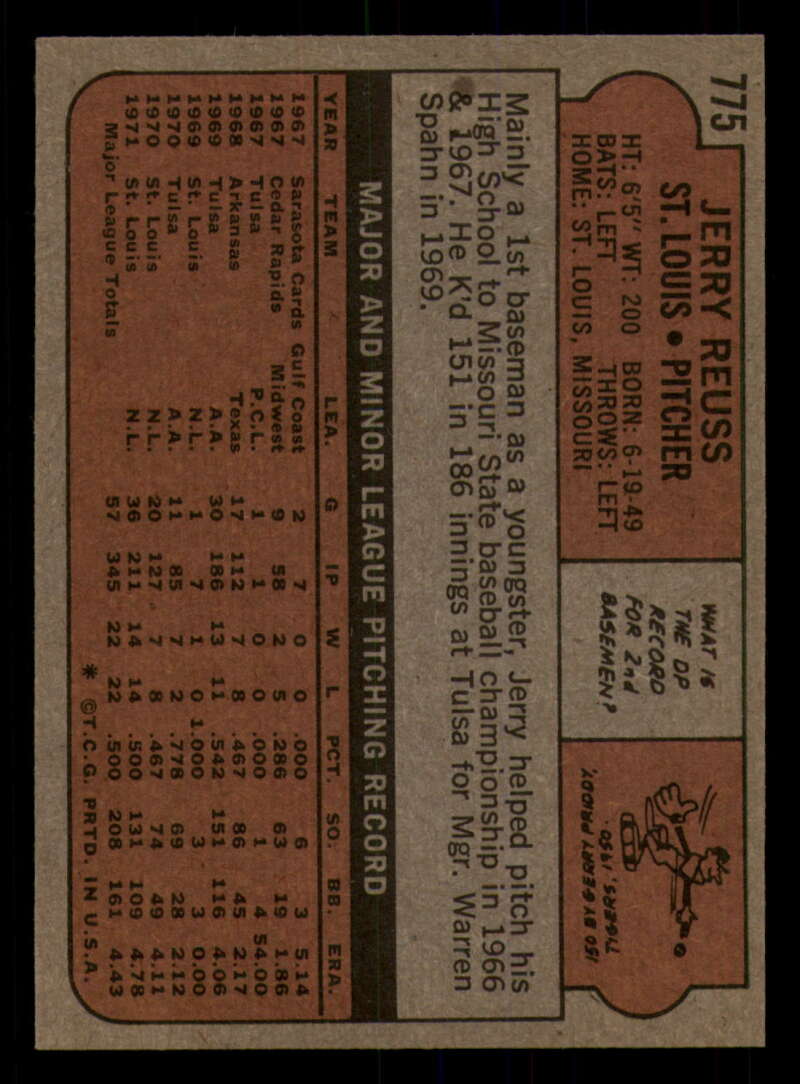 775
JERRY REUSS
ST. LOUIS • PITCHER
HT: 6'5" WT: 200 BORN: 6-19-49
BATS: LEFT THROWS: LEFT
HOME: ST. LOUIS, MISSOURI
WHAT IS
THE DP
RECORD
FOR 2nd
BASEMEN?
150 BY GERRY PRIDDY,
TIGERS, 1950.
Mainly a 1st baseman as a youngster, Jerry helped pitch his
High School to Missouri State baseball championship in 1966
& 1967. He K'd 151 in 186 innings at Tulsa for Mgr. Warren
Spahn in 1969.
MAJOR AND MINOR LEAGUE PITCHING RECORD
YEAR TEAM LEA. G IP W L PCT. SO. BB. ERA.
1967 Sarasota Cards Gulf Coast 2 7 0 0 .000 6 3 5.14
1967 Cedar Rapids Midwest 9 58 2 5 .286 63 19 1.86
1967 Tulsa P.C.L. 1 1 0 0 .000 1 4 54.00
1968 Arkansas Texas 17 112 7 8 .467 86 45 2.17
1969 Tulsa A.A. 30 186 13 11 .542 151 116 4.06
1969 St. Louis N.L. 1 7 1 0 1.000 3 3 0.00
1970 Tulsa A.A. 11 85 7 2 .778 69 28 2.12
1970 St. Louis N.L. 20 127 7 8 .467 74 49 4.11
1971 St. Louis N.L. 36 211 14 14 .500 131 109 4.78
Major League Totals 57 345 22 22 .500 208 161 4.43
* ©T.C.G. PRTD. IN U.S.A.